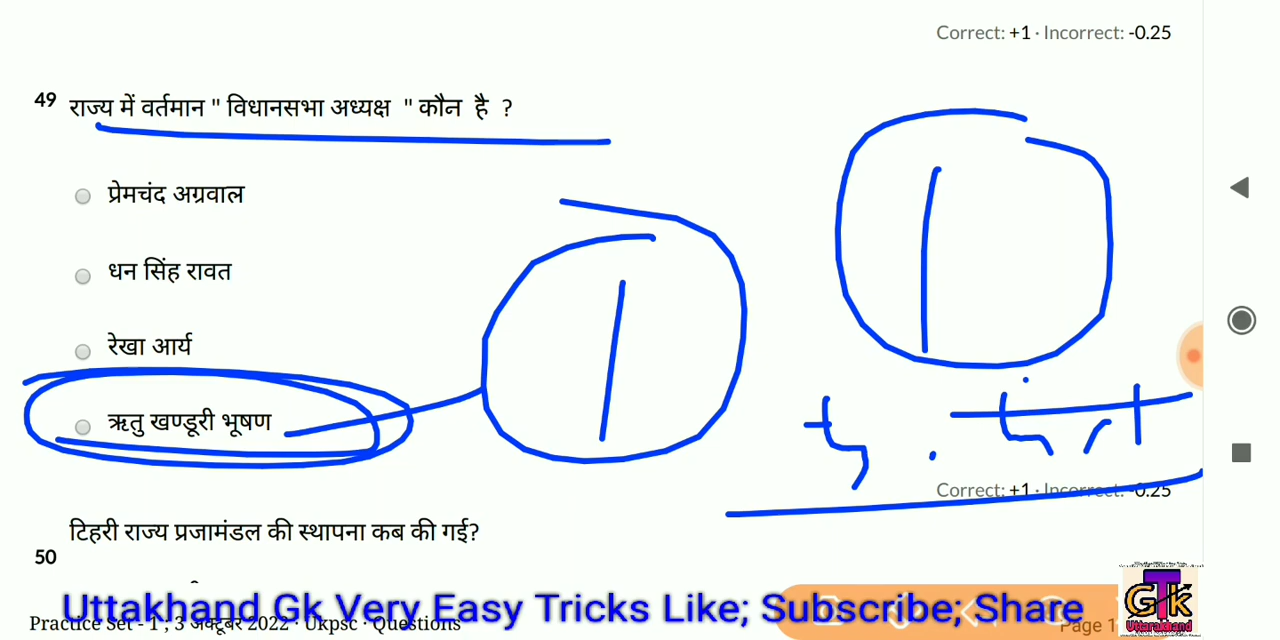 Correct: +1 · Incorrect: -0.25
49 राज्य में वर्तमान " विधानसभा अध्यक्ष " कौन है ?
प्रेमचंद अग्रवाल
धन सिंह रावत
रेखा आर्य
ऋतु खण्डूरी भूषण
Correct: +1 · Incorrect: -0.25
टिहरी राज्य प्रजामंडल की स्थापना कब की गई?
50
Uttakhand Gk Very Easy Tricks Like; Subscribe; Share
Practice Set - 1 , 3 अक्टूबर 2022 · Ukpsc · Questions
Page 1
GTK
Uttarakhand